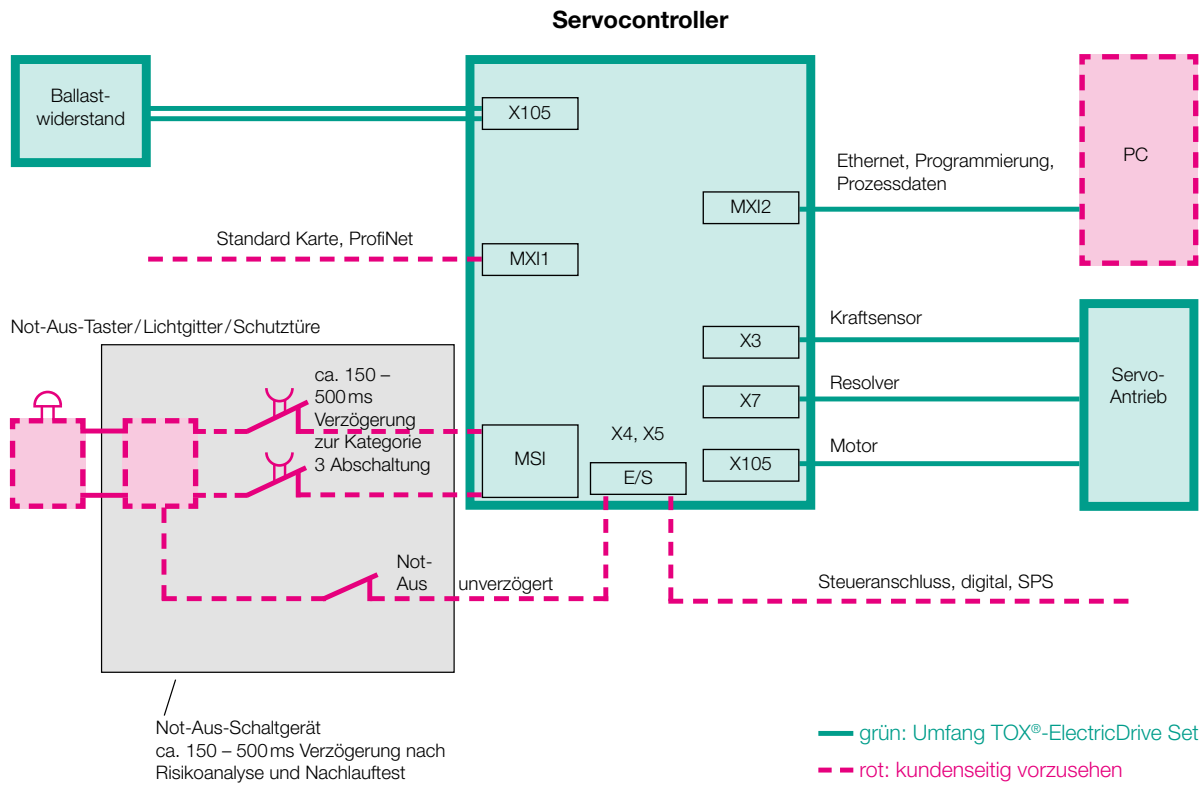 Servocontroller
Ballast-
widerstand
X105
Ethernet, Programmierung,
Prozessdaten
PC
MXI2
Standard Karte, ProfiNet
MXI1
Not-Aus-Taster/Lichtgitter/Schutztüre
Kraftsensor
X3
ca. 150 –
500 ms
Verzögerung
zur Kategorie
3 Abschaltung
Resolver
X7
Servo-
Antrieb
X4, X5
MSI
E/S
X105
Motor
Not-
Aus
unverzögert
Steueranschluss, digital, SPS
Not-Aus-Schaltgerät
ca. 150 – 500 ms Verzögerung nach
Risikoanalyse und Nachlauftest
grün: Umfang TOX®-ElectricDrive Set
rot: kundenseitig vorzusehen